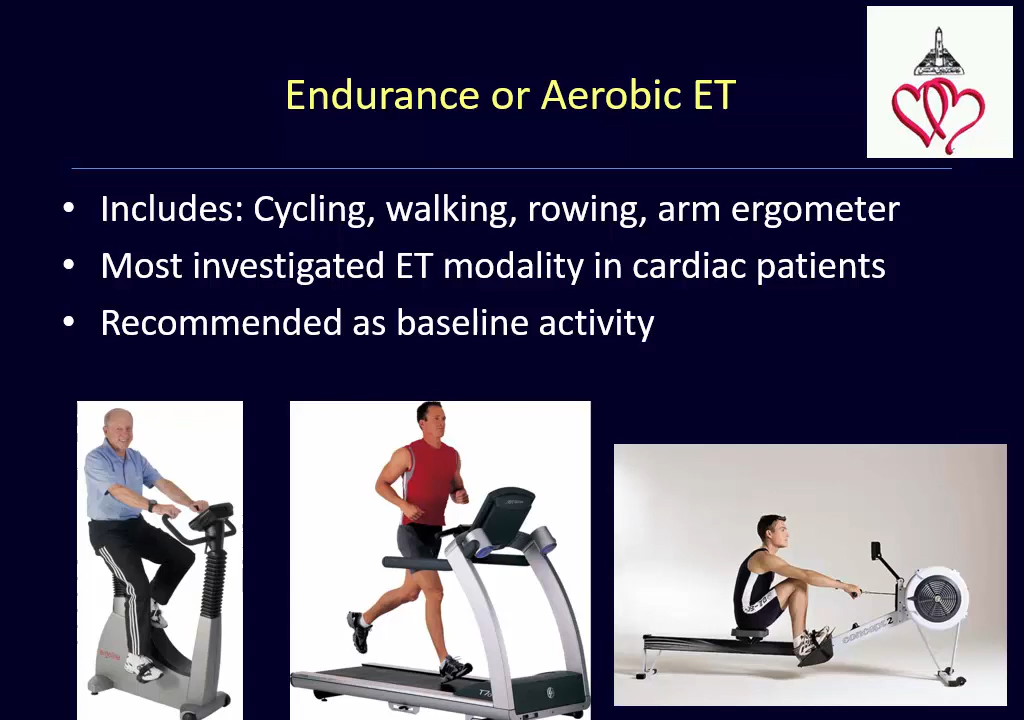 Endurance or Aerobic ET
• Includes: Cycling, walking, rowing, arm ergometer
• Most investigated ET modality in cardiac patients
• Recommended as baseline activity
concept2